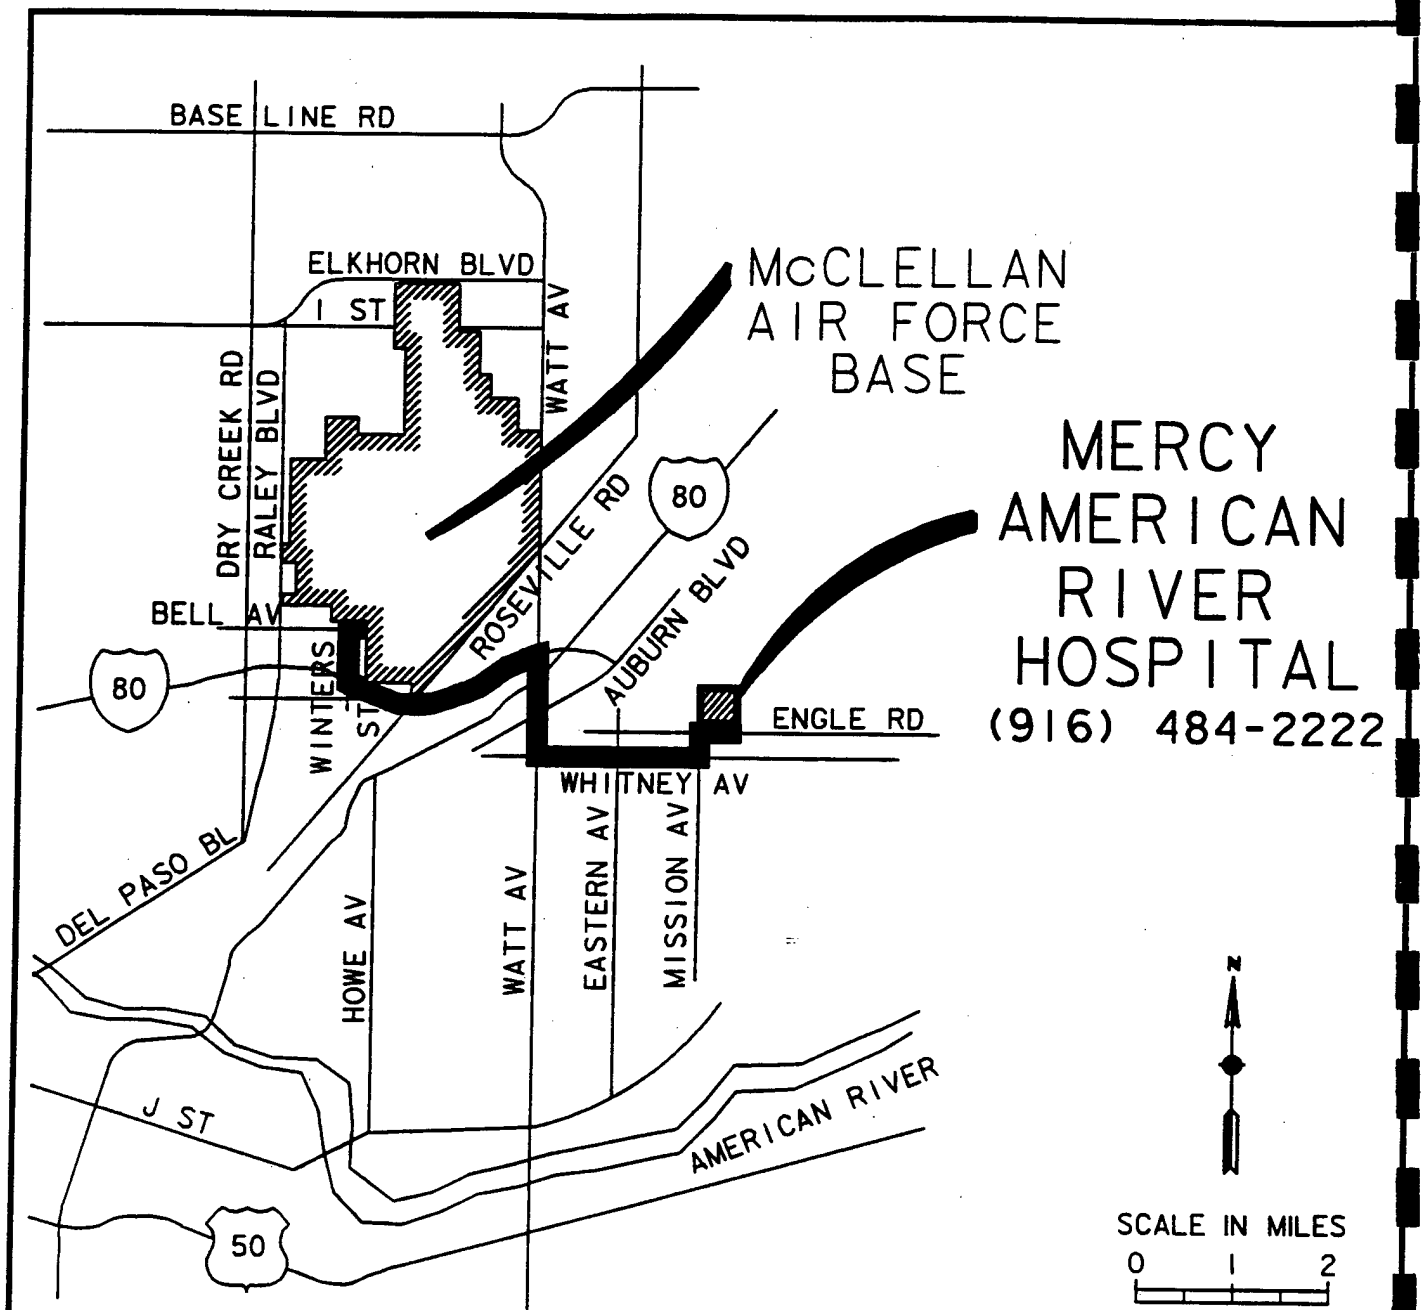 BASE LINE RD
ELKHORN BLVD
I ST
WATT AV
McCLELLAN
AIR FORCE
BASE
DRY CREEK RD
RALEY BLVD
MERCY
AMERICAN
RIVER
HOSPITAL
(916) 484-2222
80
ROSEVILLE RD
AUBURN BLVD
BELL AV
WINTERS
ST
80
ENGLE RD
WHITNEY AV
DEL PASO BL
HOWE AV
WATT AV
EASTERN AV
MISSION AV
N
J ST
AMERICAN RIVER
50
SCALE IN MILES
0 1 2